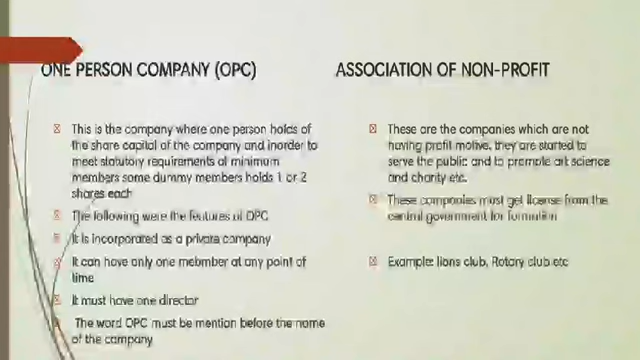 ONE PERSON COMPANY (OPC)
This is the company where one person holds of
the share capital of the company and inorder to
meet statutory requirements of minimum
members some dummy members holds 1 or 2
shares each
The following were the features of OPC
It is incorporated as a private company
It can have only one mebmber at any point of
time
It must have one director
The word OPC must be mention before the name
of the company
ASSOCIATION OF NON-PROFIT
These are the companies which are not
having profit motive, they are started to
serve the public and to promote art science
and charity etc.
These companies must get license from the
central government for formation
Example: lions club, Rotary club etc